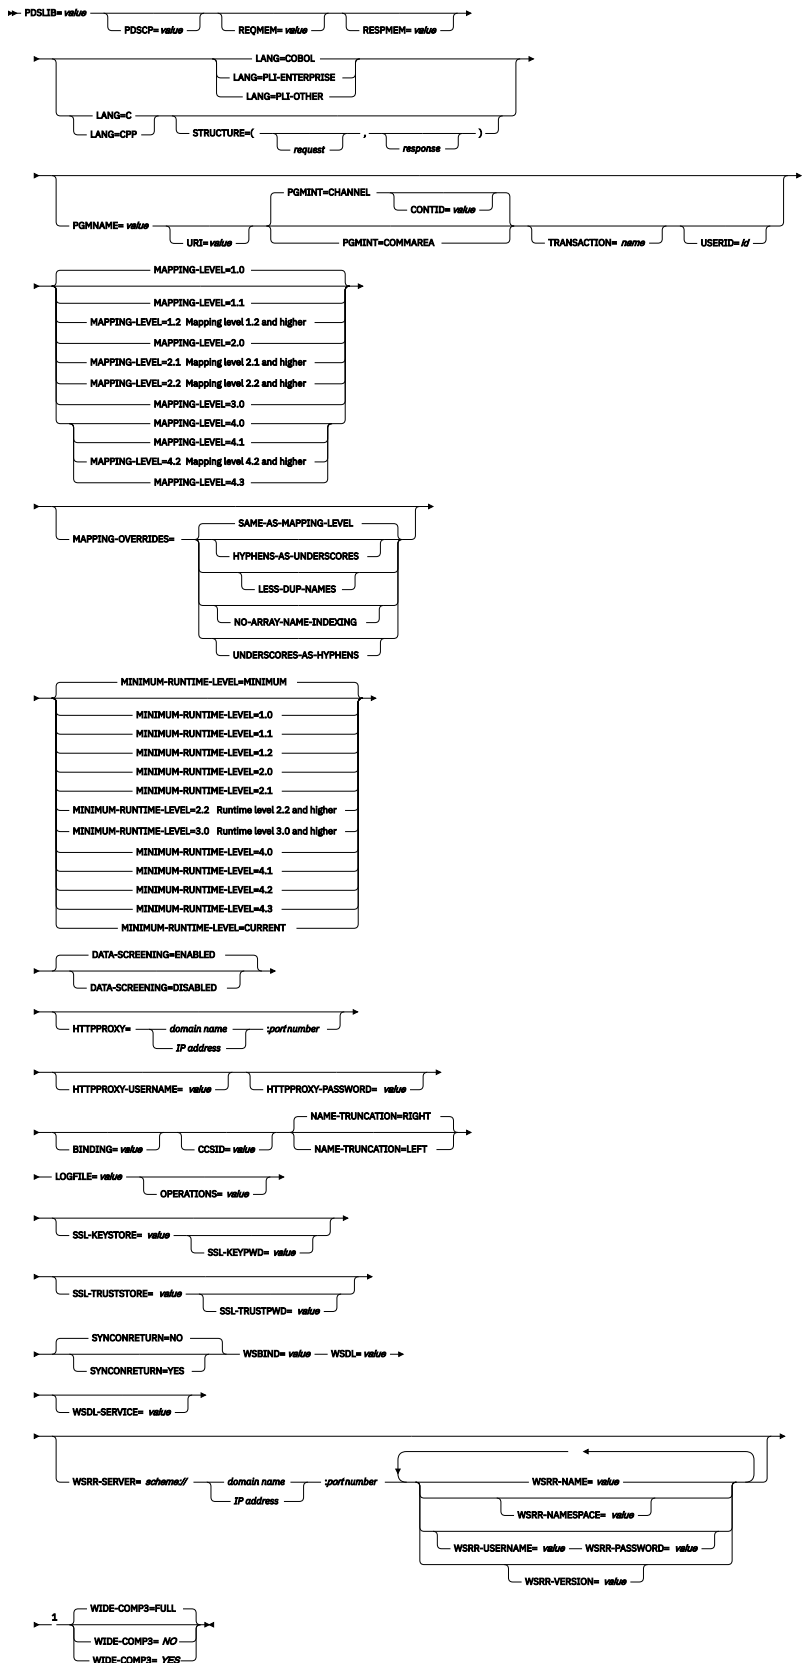 PDSLIB= value
PDSCP= value REQMEM= value RESPMEM= value
LANG=COBOL
LANG=PLI-ENTERPRISE
LANG=PLI-OTHER
LANG=C
LANG=CPP STRUCTURE=( , )
request response
PGMINT=CHANNEL
CONTID= value
PGMNAME= value
URI= value PGMINT=COMMAREA TRANSACTION= name USERID= id
MAPPING-LEVEL=1.0
MAPPING-LEVEL=1.1
MAPPING-LEVEL=1.2 Mapping level 1.2 and higher
MAPPING-LEVEL=2.0
MAPPING-LEVEL=2.1 Mapping level 2.1 and higher
MAPPING-LEVEL=2.2 Mapping level 2.2 and higher
MAPPING-LEVEL=3.0
MAPPING-LEVEL=4.0
MAPPING-LEVEL=4.1
MAPPING-LEVEL=4.2 Mapping level 4.2 and higher
MAPPING-LEVEL=4.3
SAME-AS-MAPPING-LEVEL
MAPPING-OVERRIDES=
HYPHENS-AS-UNDERSCORES
LESS-DUP-NAMES
NO-ARRAY-NAME-INDEXING
UNDERSCORES-AS-HYPHENS
MINIMUM-RUNTIME-LEVEL=MINIMUM
MINIMUM-RUNTIME-LEVEL=1.0
MINIMUM-RUNTIME-LEVEL=1.1
MINIMUM-RUNTIME-LEVEL=1.2
MINIMUM-RUNTIME-LEVEL=2.0
MINIMUM-RUNTIME-LEVEL=2.1
MINIMUM-RUNTIME-LEVEL=2.2 Runtime level 2.2 and higher
MINIMUM-RUNTIME-LEVEL=3.0 Runtime level 3.0 and higher
MINIMUM-RUNTIME-LEVEL=4.0
MINIMUM-RUNTIME-LEVEL=4.1
MINIMUM-RUNTIME-LEVEL=4.2
MINIMUM-RUNTIME-LEVEL=4.3
MINIMUM-RUNTIME-LEVEL=CURRENT
DATA-SCREENING=ENABLED
DATA-SCREENING=DISABLED
HTTPPROXY= domain name :port number
IP address
HTTPPROXY-USERNAME= value HTTPPROXY-PASSWORD= value
NAME-TRUNCATION=RIGHT
BINDING= value CCSID= value NAME-TRUNCATION=LEFT
LOGFILE= value
OPERATIONS= value
SSL-KEYSTORE= value
SSL-KEYPWD= value
SSL-TRUSTSTORE= value
SSL-TRUSTPWD= value
SYNCONRETURN=NO
WSBIND= value WSDL= value
SYNCONRETURN=YES
WSDL-SERVICE= value
WSRR-SERVER= scheme:// domain name :port number WSRR-NAME= value
IP address
WSRR-NAMESPACE= value
WSRR-USERNAME= value WSRR-PASSWORD= value
WSRR-VERSION= value
WIDE-COMP3=FULL
1
WIDE-COMP3= NO
WIDE-COMP3= YES